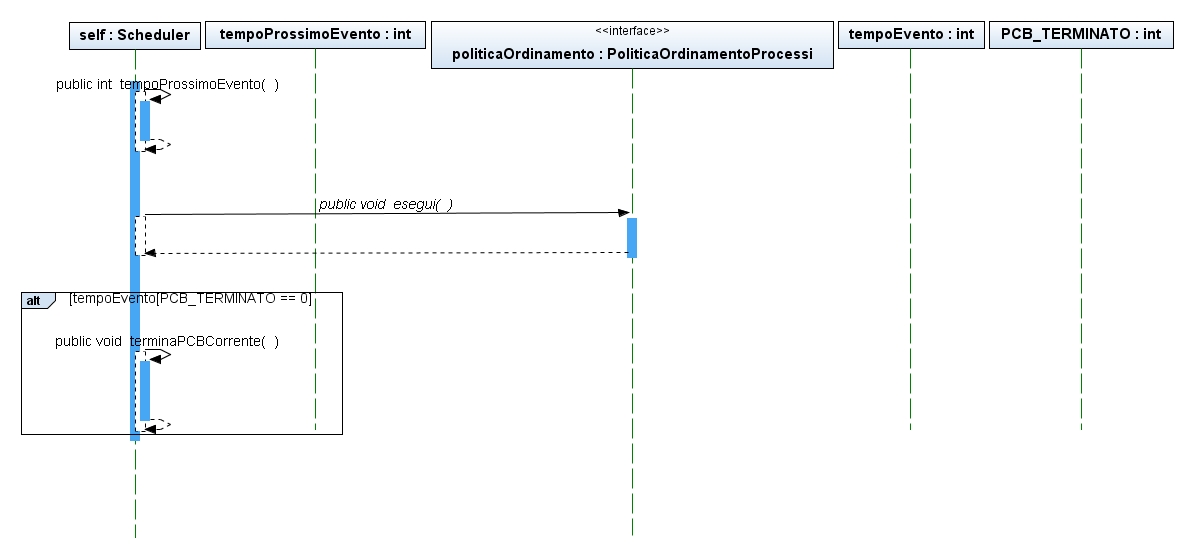 self : Scheduler
tempoProssimoEvento : int
<<interface>>
politicaOrdinamento : PoliticaOrdinamentoProcessi
tempoEvento : int
PCB_TERMINATO : int
public int tempoProssimoEvento( )
public void esegui( )
alt
[tempoEvento[PCB_TERMINATO == 0]
public void terminaPCBCorrente( )